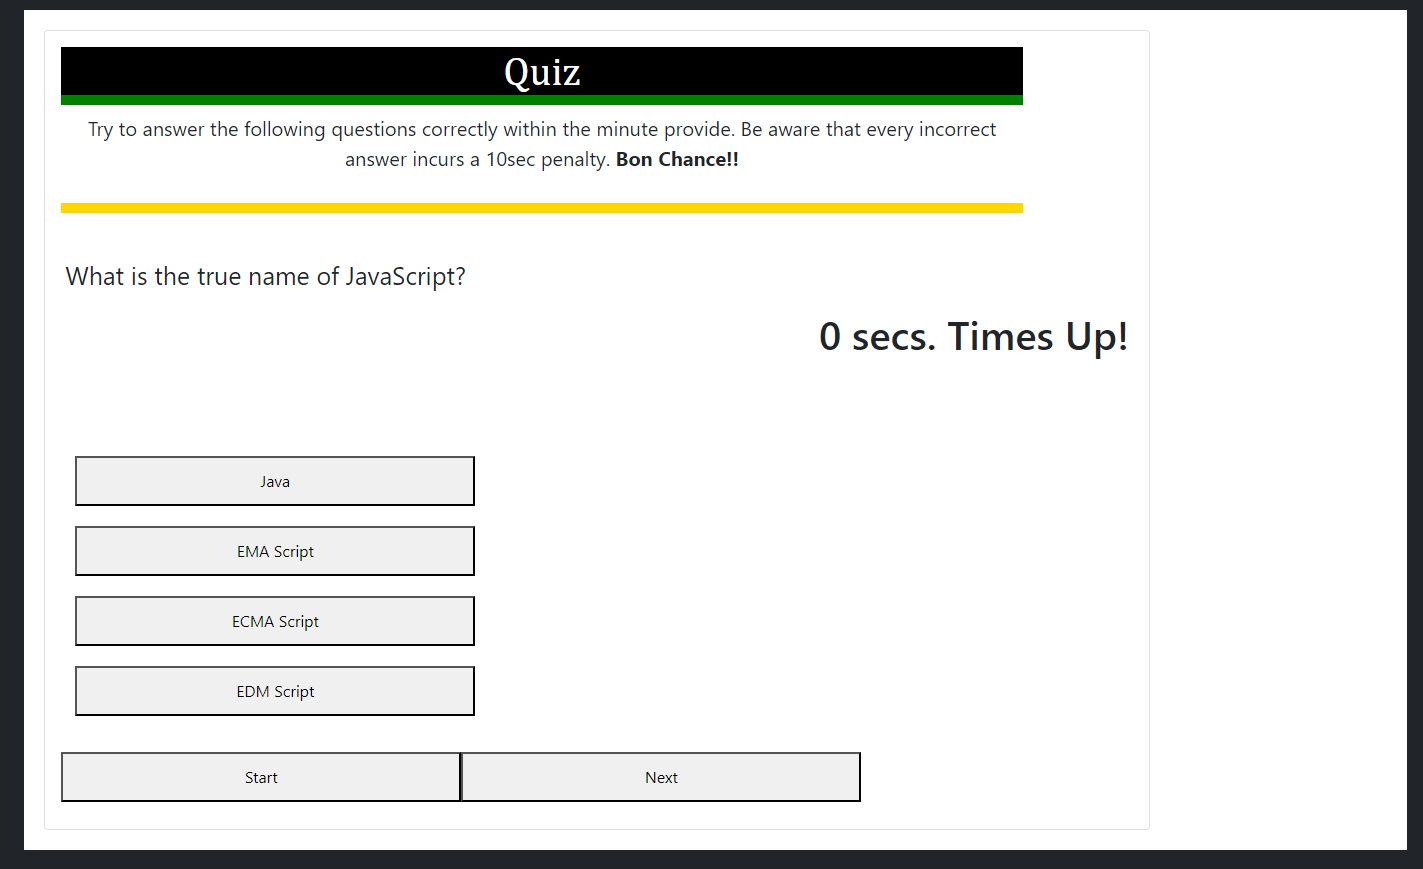 Quiz
Try to answer the following questions correctly within the minute provide. Be aware that every incorrect
answer incurs a 10sec penalty. Bon Chance!!
What is the true name of JavaScript?
0 secs. Times Up!
Java
EMA Script
ECMA Script
EDM Script
Start
Next